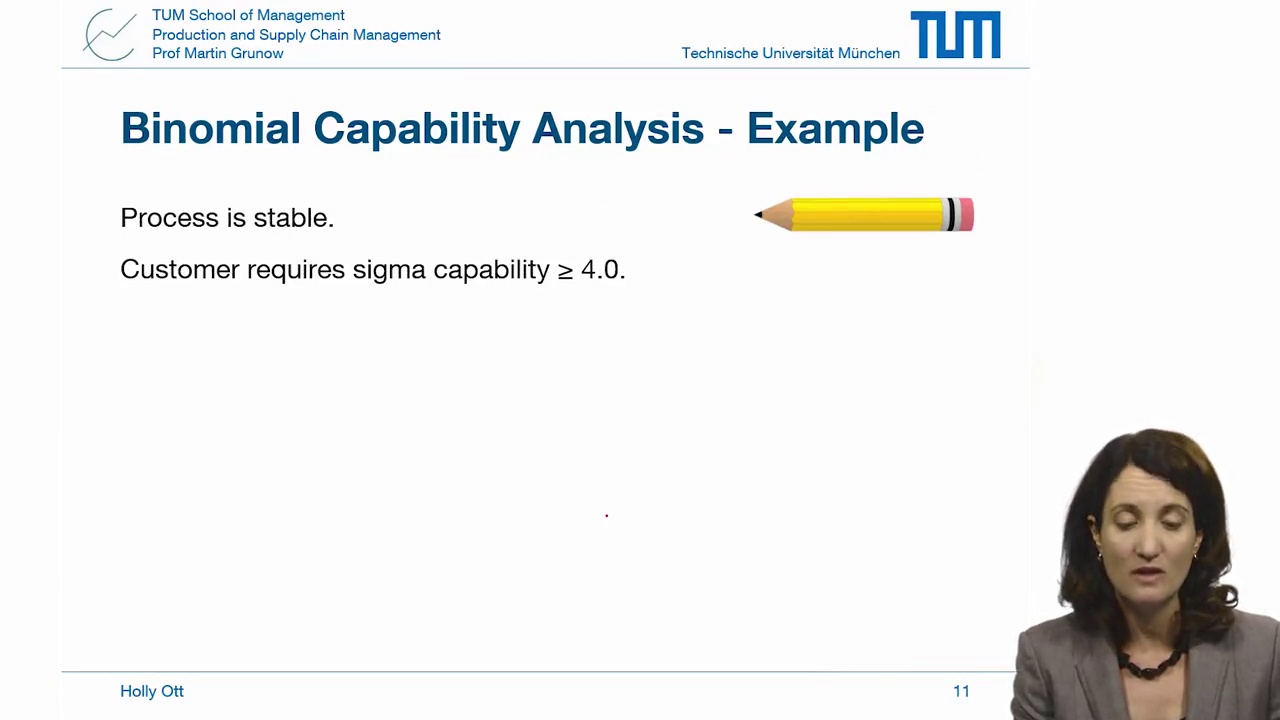 TUM School of Management
Production and Supply Chain Management
Prof Martin Grunow
Technische Universität München
TUM
Binomial Capability Analysis - Example
Process is stable.
Customer requires sigma capability ≥ 4.0.
Holly Ott
11